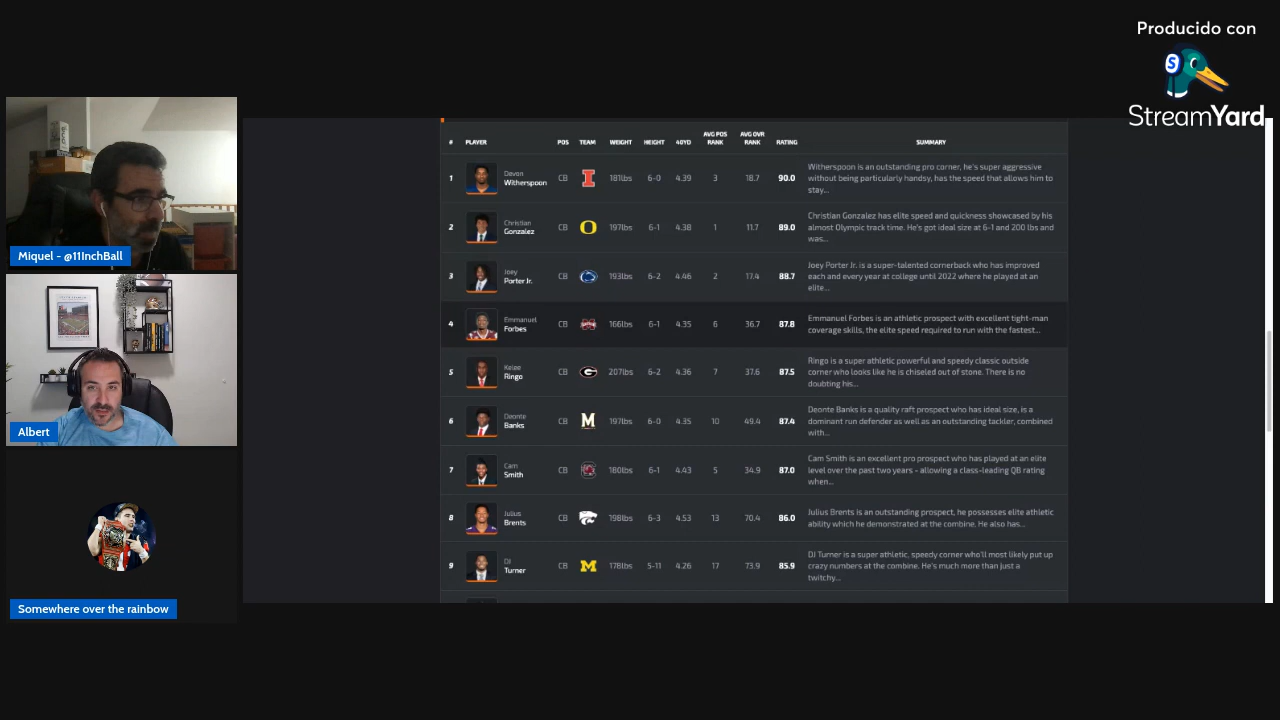 Producido con
StreamYard
Miquel - @11InchBall
Albert
Somewhere over the rainbow
# PLAYER POS TEAM WEIGHT HEIGHT 40YD AVG POS RANK AVG OVR RANK RATING SUMMARY
1 Devon Witherspoon CB I 181lbs 6-0 4.39 3 18.7 90.0
Witherspoon is an outstanding pro corner, he's super aggressive
without being particularly handsy, has the speed that allows him to
stay...
2 Christian Gonzalez CB O 197lbs 6-1 4.38 1 11.7 89.0
Christian Gonzalez has elite speed and quickness showcased by his
almost Olympic track time. He's got ideal size at 6-1 and 200 lbs and
was...
3 Joey Porter Jr. CB 193lbs 6-2 4.46 2 17.4 88.7
Joey Porter Jr. is a super-talented cornerback who has improved
each and every year at college until 2022 where he played at an
elite...
4 Emmanuel Forbes CB 166lbs 6-1 4.35 6 36.7 87.8
Emmanuel Forbes is an athletic prospect with excellent tight-man
coverage skills, the elite speed required to run with the fastest...
5 Kelee Ringo CB G 207lbs 6-2 4.36 7 37.6 87.5
Ringo is a super athletic powerful and speedy classic outside
corner who looks like he is chiseled out of stone. There is no
doubting his...
6 Deonte Banks CB M 197lbs 6-0 4.35 10 49.4 87.4
Deonte Banks is a quality raft prospect who has ideal size, is a
dominant run defender as well as an outstanding tackler, combined
with...
7 Cam Smith CB 180lbs 6-1 4.43 5 34.9 87.0
Cam Smith is an excellent pro prospect who has played at an elite
level over the past two years - allowing a class-leading QB rating
when...
8 Julius Brents CB 198lbs 6-3 4.53 13 70.4 86.0
Julius Brents is an outstanding prospect, he possesses elite athletic
ability which he demonstrated at the combine. He also has...
9 DJ Turner CB M 178lbs 5-11 4.26 17 73.9 85.9
DJ Turner is a super athletic, speedy corner who'll most likely put up
crazy numbers at the combine. He's much more than just a
twitchy...